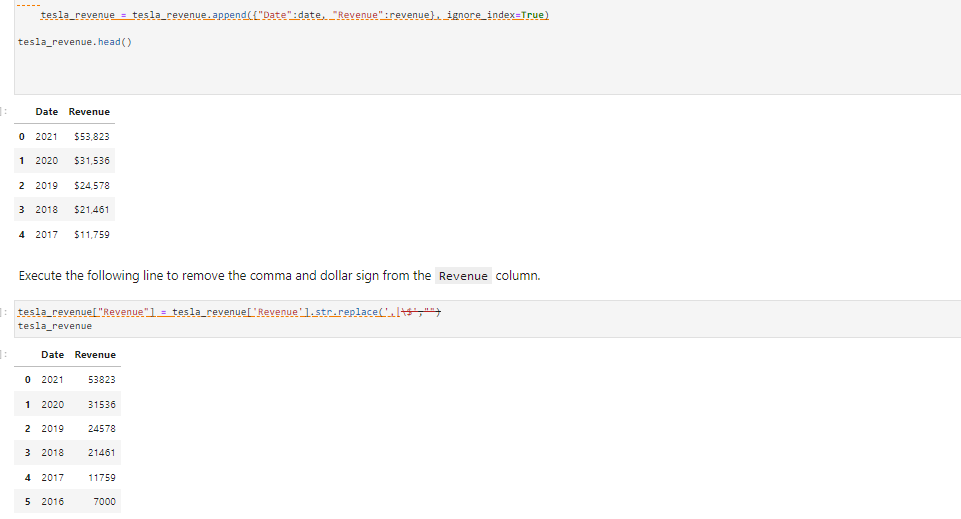 tesla_revenue = tesla_revenue.append({"Date":date, "Revenue":revenue}, ignore_index=True)
tesla_revenue.head()
]:
Date Revenue
0 2021 $53,823
1 2020 $31,536
2 2019 $24,578
3 2018 $21,461
4 2017 $11,759
Execute the following line to remove the comma and dollar sign from the Revenue column.
]: tesla_revenue["Revenue"] = tesla_revenue['Revenue'].str.replace(',|\$',"")
tesla_revenue
]:
Date Revenue
0 2021 53823
1 2020 31536
2 2019 24578
3 2018 21461
4 2017 11759
5 2016 7000